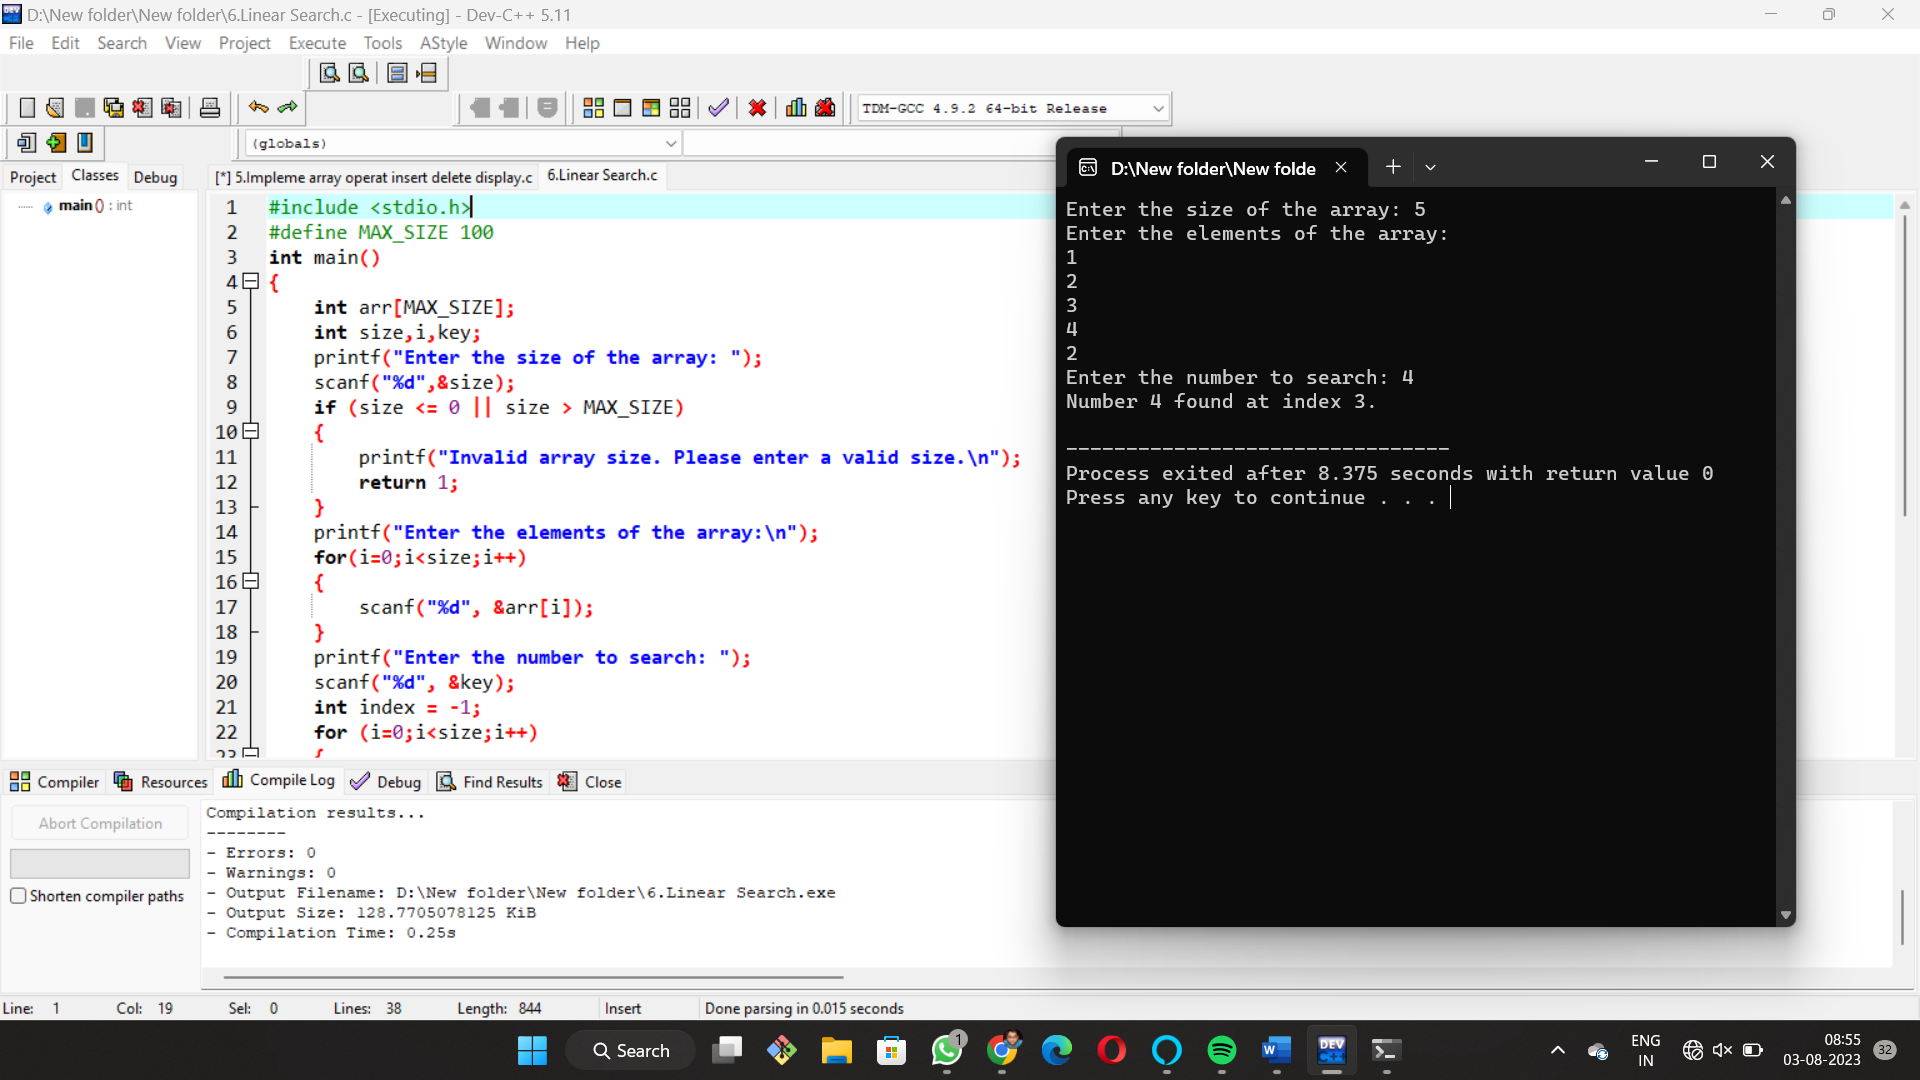 D:\New folder\New folder\6.Linear Search.c - [Executing] - Dev-C++ 5.11
File Edit Search View Project Execute Tools AStyle Window Help
TDM-GCC 4.9.2 64-bit Release
(globals)
Project Classes Debug
[*] 5.Impleme array operat insert delete display.c 6.Linear Search.c
main () : int
1 #include <stdio.h>
2 #define MAX_SIZE 100
3 int main()
4 {
5 int arr[MAX_SIZE];
6 int size,i,key;
7 printf("Enter the size of the array: ");
8 scanf("%d",&size);
9 if (size <= 0 || size > MAX_SIZE)
10 {
11 printf("Invalid array size. Please enter a valid size.\n");
12 return 1;
13 }
14 printf("Enter the elements of the array:\n");
15 for(i=0;i<size;i++)
16 {
17 scanf("%d", &arr[i]);
18 }
19 printf("Enter the number to search: ");
20 scanf("%d", &key);
21 int index = -1;
22 for (i=0;i<size;i++)
23 {
D:\New folder\New folde
Enter the size of the array: 5
Enter the elements of the array:
1
2
3
4
2
Enter the number to search: 4
Number 4 found at index 3.
--------------------------------
Process exited after 8.375 seconds with return value 0
Press any key to continue . . .
Compiler Resources Compile Log Debug Find Results Close
Abort Compilation
Shorten compiler paths
Compilation results...
--------
- Errors: 0
- Warnings: 0
- Output Filename: D:\New folder\New folder\6.Linear Search.exe
- Output Size: 128.7705078125 KiB
- Compilation Time: 0.25s
Line: 1 Col: 19 Sel: 0 Lines: 38 Length: 844 Insert Done parsing in 0.015 seconds
Search
1
W
DEV
C++
ENG
IN
08:55
03-08-2023
32